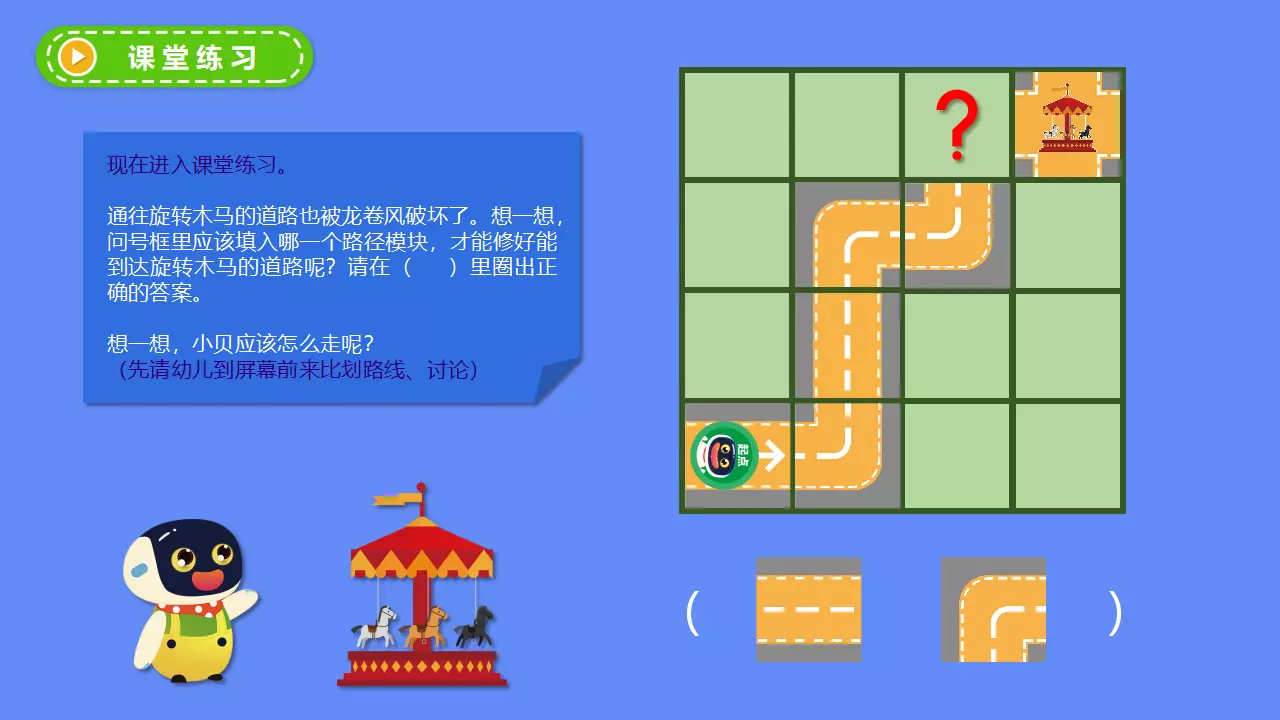 课堂练习
现在进入课堂练习。
通往旋转木马的道路也被龙卷风破坏了。想一想，
问号框里应该填入哪一个路径模块，才能修好能
到达旋转木马的道路呢？请在（　　）里圈出正
确的答案。
想一想，小贝应该怎么走呢？
（先请幼儿到屏幕前来比划路线、讨论）
？
起点
（　　）